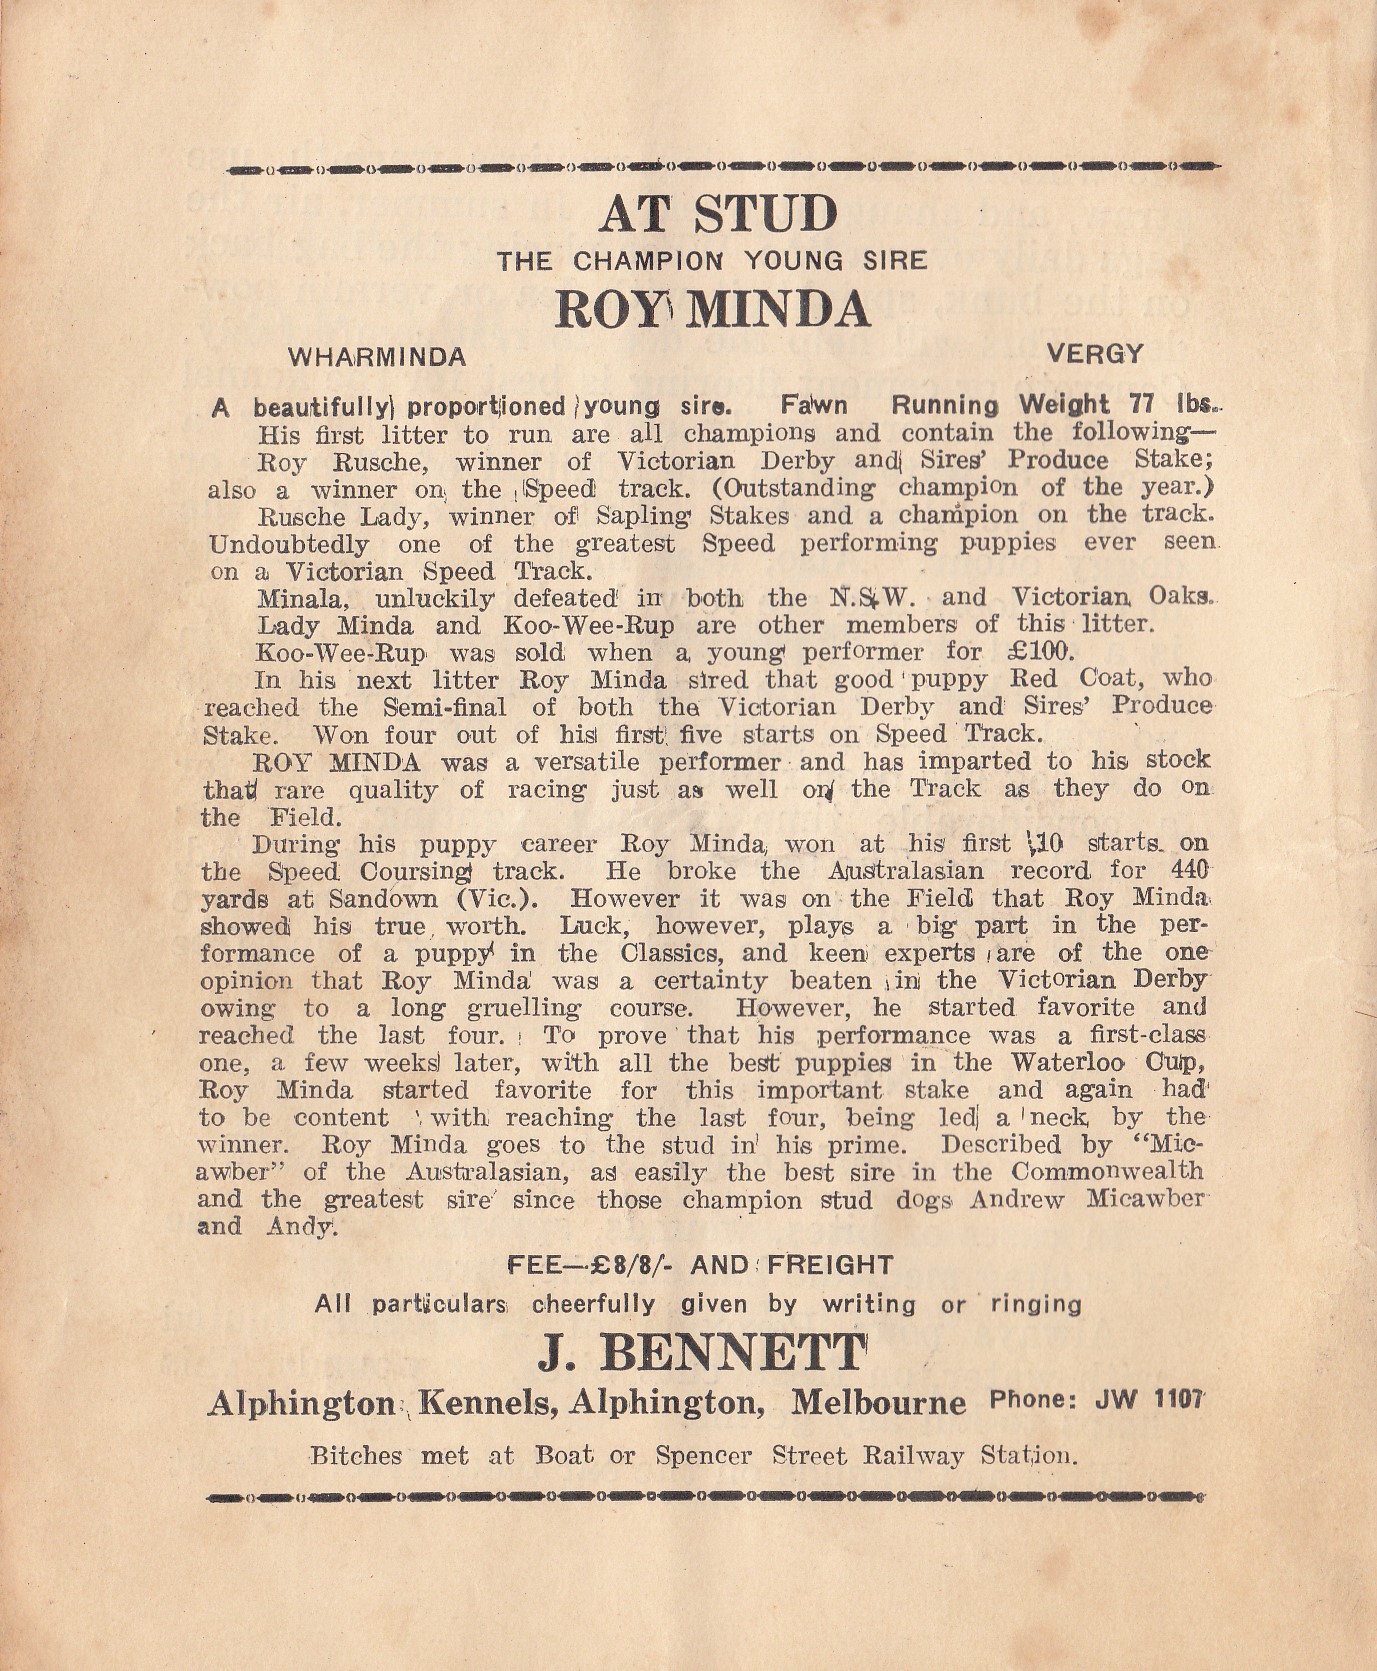 AT STUD
THE CHAMPION YOUNG SIRE
ROY MINDA
WHARMINDA VERGY
A beautifully proportioned young sire. Fawn Running Weight 77 lbs.
His first litter to run are all champions and contain the following—
Roy Rusche, winner of Victorian Derby and Sires' Produce Stake;
also a winner on the Speed track. (Outstanding champion of the year.)
Rusche Lady, winner of Sapling Stakes and a champion on the track.
Undoubtedly one of the greatest Speed performing puppies ever seen
on a Victorian Speed Track.
Minala, unluckily defeated in both the N.S.W. and Victorian Oaks.
Lady Minda and Koo-Wee-Rup are other members of this litter.
Koo-Wee-Rup was sold when a young performer for £100.
In his next litter Roy Minda sired that good puppy Red Coat, who
reached the Semi-final of both the Victorian Derby and Sires' Produce
Stake. Won four out of his first five starts on Speed Track.
ROY MINDA was a versatile performer and has imparted to his stock
that rare quality of racing just as well on the Track as they do on
the Field.
During his puppy career Roy Minda won at his first 10 starts on
the Speed Coursing track. He broke the Australasian record for 440
yards at Sandown (Vic.). However it was on the Field that Roy Minda
showed his true worth. Luck, however, plays a big part in the per-
formance of a puppy in the Classics, and keen experts are of the one
opinion that Roy Minda was a certainty beaten in the Victorian Derby
owing to a long gruelling course. However, he started favorite and
reached the last four. To prove that his performance was a first-class
one, a few weeks later, with all the best puppies in the Waterloo Cup,
Roy Minda started favorite for this important stake and again had
to be content with reaching the last four, being led a neck by the
winner. Roy Minda goes to the stud in his prime. Described by "Mic-
awber" of the Australasian, as easily the best sire in the Commonwealth
and the greatest sire since those champion stud dogs Andrew Micawber
and Andy.
FEE—£8/8/- AND FREIGHT
All particulars cheerfully given by writing or ringing
J. BENNETT
Alphington Kennels, Alphington, Melbourne Phone: JW 1107
Bitches met at Boat or Spencer Street Railway Station.